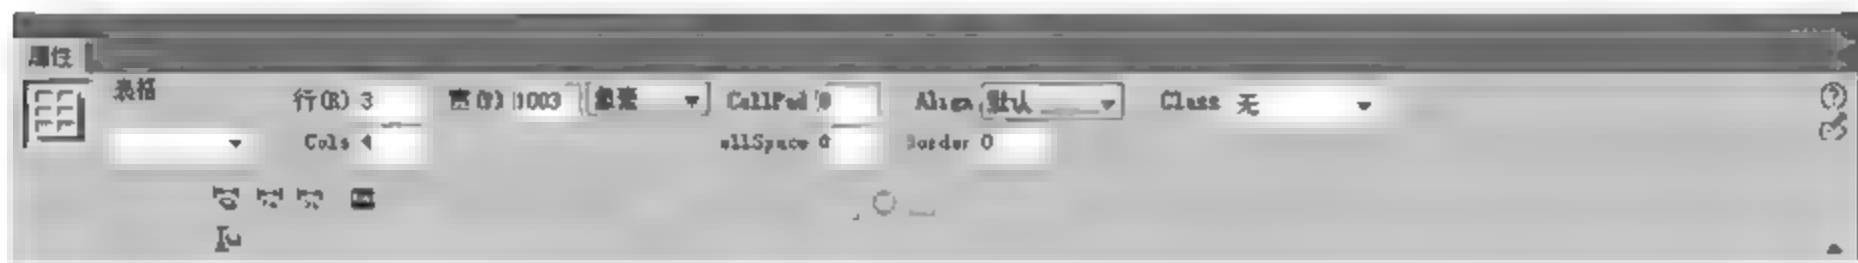 属性
表格 行(R) 3 宽(W) 1003 像素 CellPad 0 Align 默认 Class 无
Cols 4 CellSpace 0 Border 0